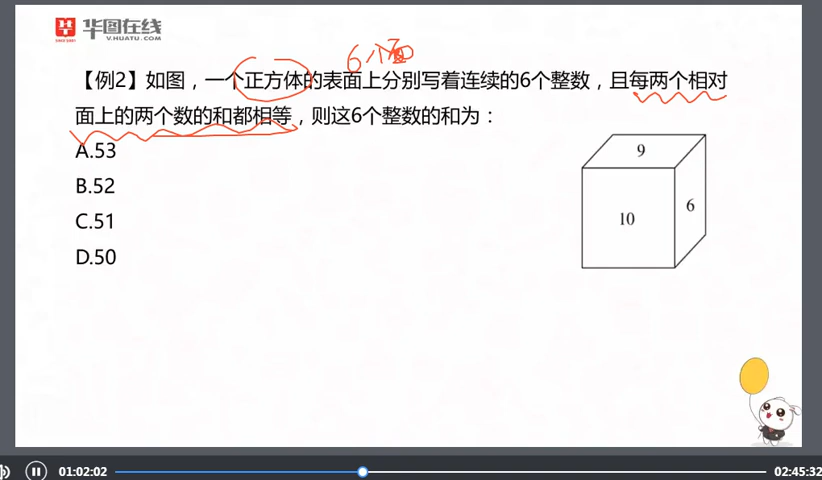 华图在线
V.HUATU.COM
6个面
【例2】如图，一个正方体的表面上分别写着连续的6个整数，且每两个相对
面上的两个数的和都相等，则这6个整数的和为：
A.53
B.52
C.51
D.50
9
10
6
01:02:02
02:45:32